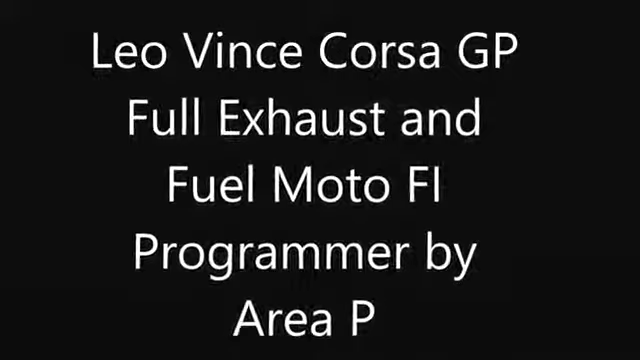 Leo Vince Corsa GP
Full Exhaust and
Fuel Moto FI
Programmer by
Area P